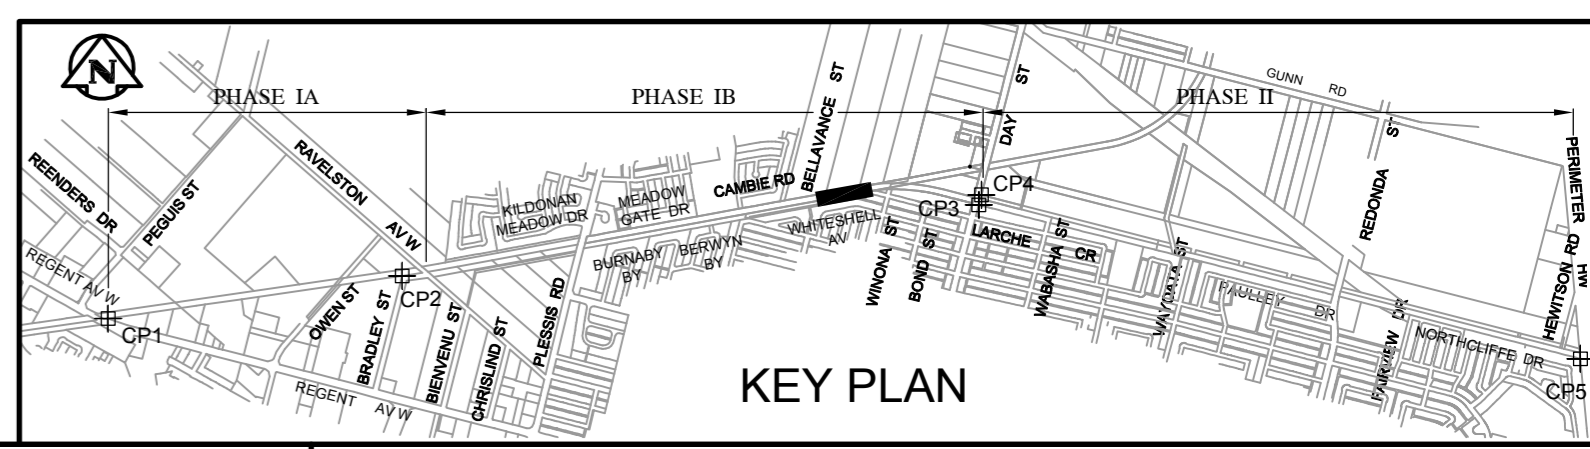 N
PHASE IA
PHASE IB
PHASE II
GUNN RD
REENDERS DR
PEGUIS ST
RAVELSTON AV W
KILDONAN
MEADOW DR
MEADOW
GATE DR
CAMBIE RD
BELLAVANCE ST
DAY ST
REDONDA ST
PERIMETER HW
CP3
CP4
WHITESHELL
AV
LARCHE CR
REGENT AV W
CP1
CP2
OWEN ST
BRADLEY ST
BIENVENU ST
CHRISLIND ST
PLESSIS RD
BURNABY
BY
BERWYN
BY
WINONA ST
BOND ST
WABASHA ST
WAYDATA ST
PAULLEY DR
FAIRVIEW DR
NORTHCLIFFE DR
HEWITSON RD
CP5
REGENT AV W
KEY PLAN